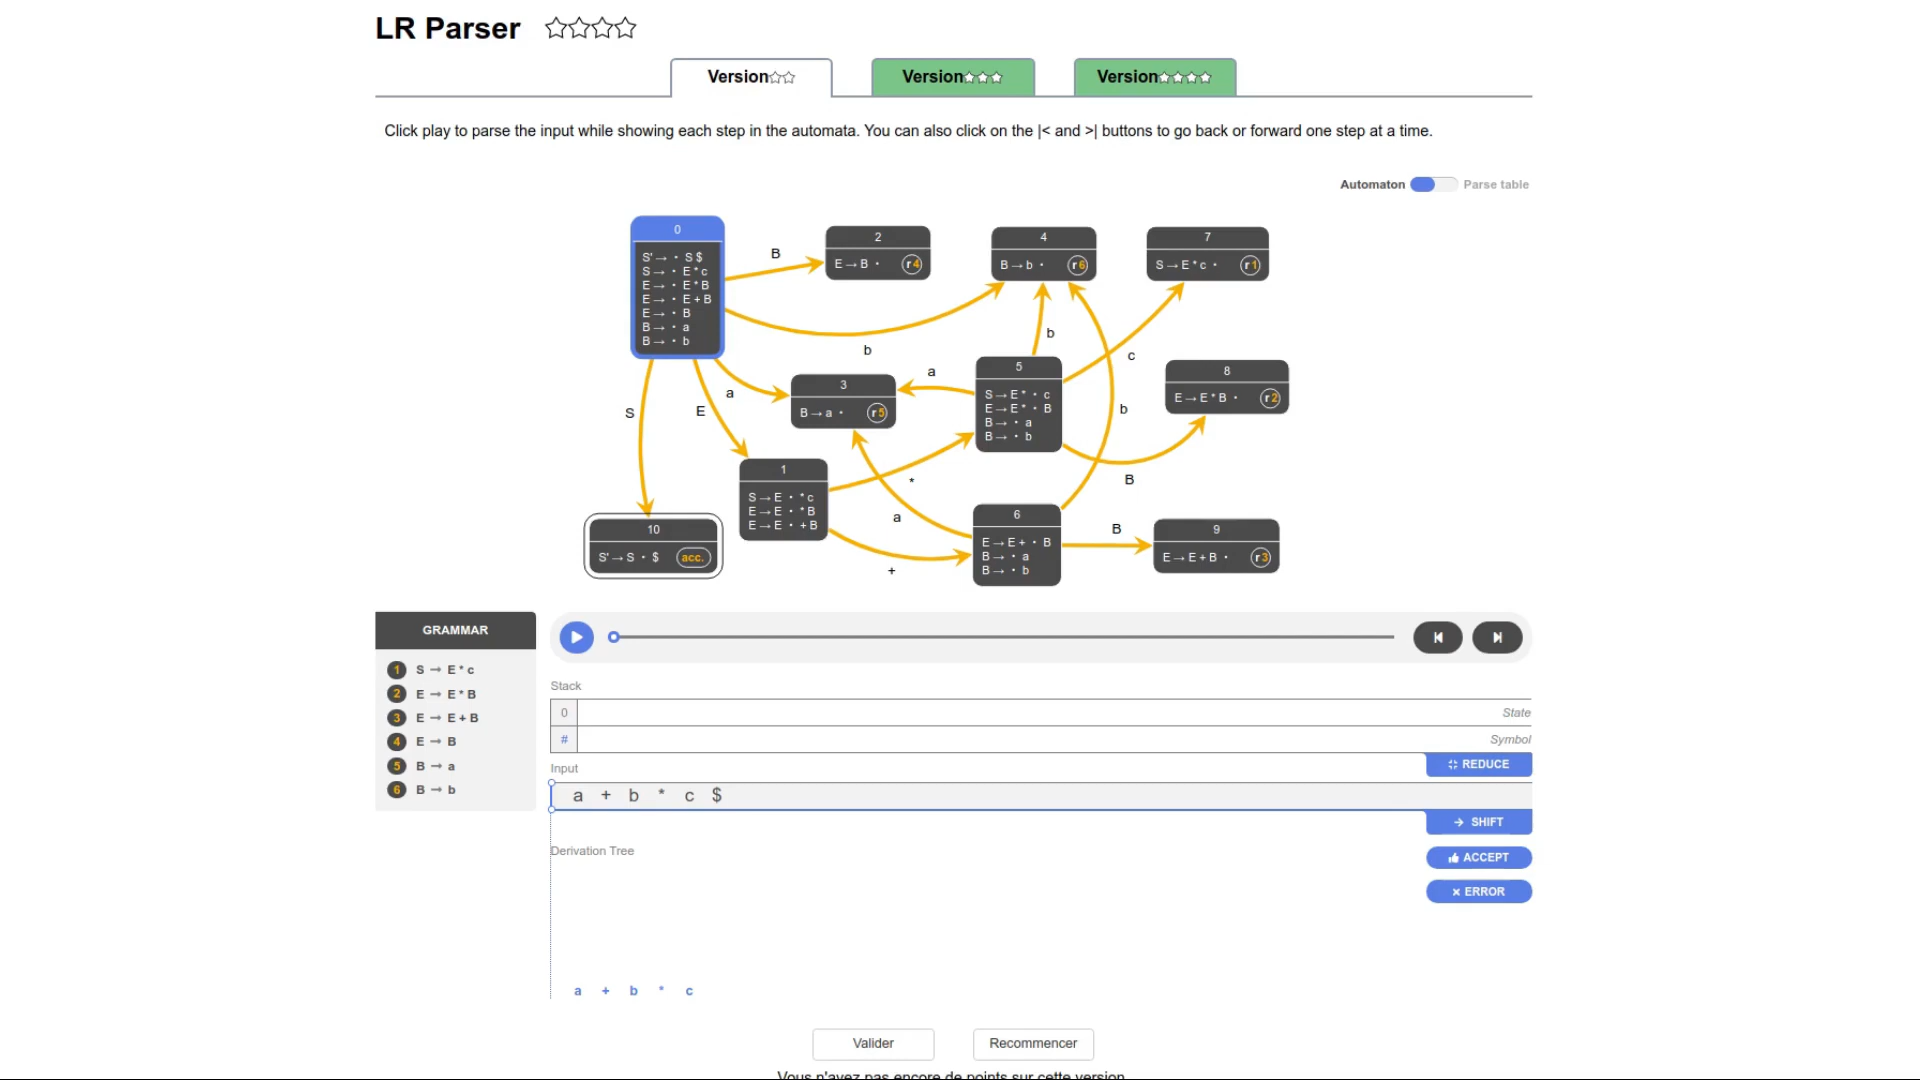 LR Parser ☆☆☆☆
Version☆☆
Version☆☆☆
Version☆☆☆☆
Click play to parse the input while showing each step in the automata. You can also click on the |< and >| buttons to go back or forward one step at a time.
Automaton Parse table
0
S' → · S $
S → · E * c
E → · E * B
E → · E + B
E → · B
B → · a
B → · b
B
2
E → B · r4
4
B → b · r6
7
S → E * c · r1
b
b
c
a
5
S → E * · c
E → E * · B
B → · a
B → · b
8
E → E * B · r2
3
B → a · r5
a
S
E
b
1
S → E · * c
E → E · * B
E → E · + B
*
B
a
10
S' → S · $ acc.
6
E → E + · B
B → · a
B → · b
B
9
E → E + B · r3
+
GRAMMAR
1 S → E * c
2 E → E * B
3 E → E + B
4 E → B
5 B → a
6 B → b
Stack
0 State
# Symbol
Input
REDUCE
a + b * c $
SHIFT
Derivation Tree
ACCEPT
ERROR
a + b * c
Valider Recommencer
Vous n'avez pas encore de points sur cette version